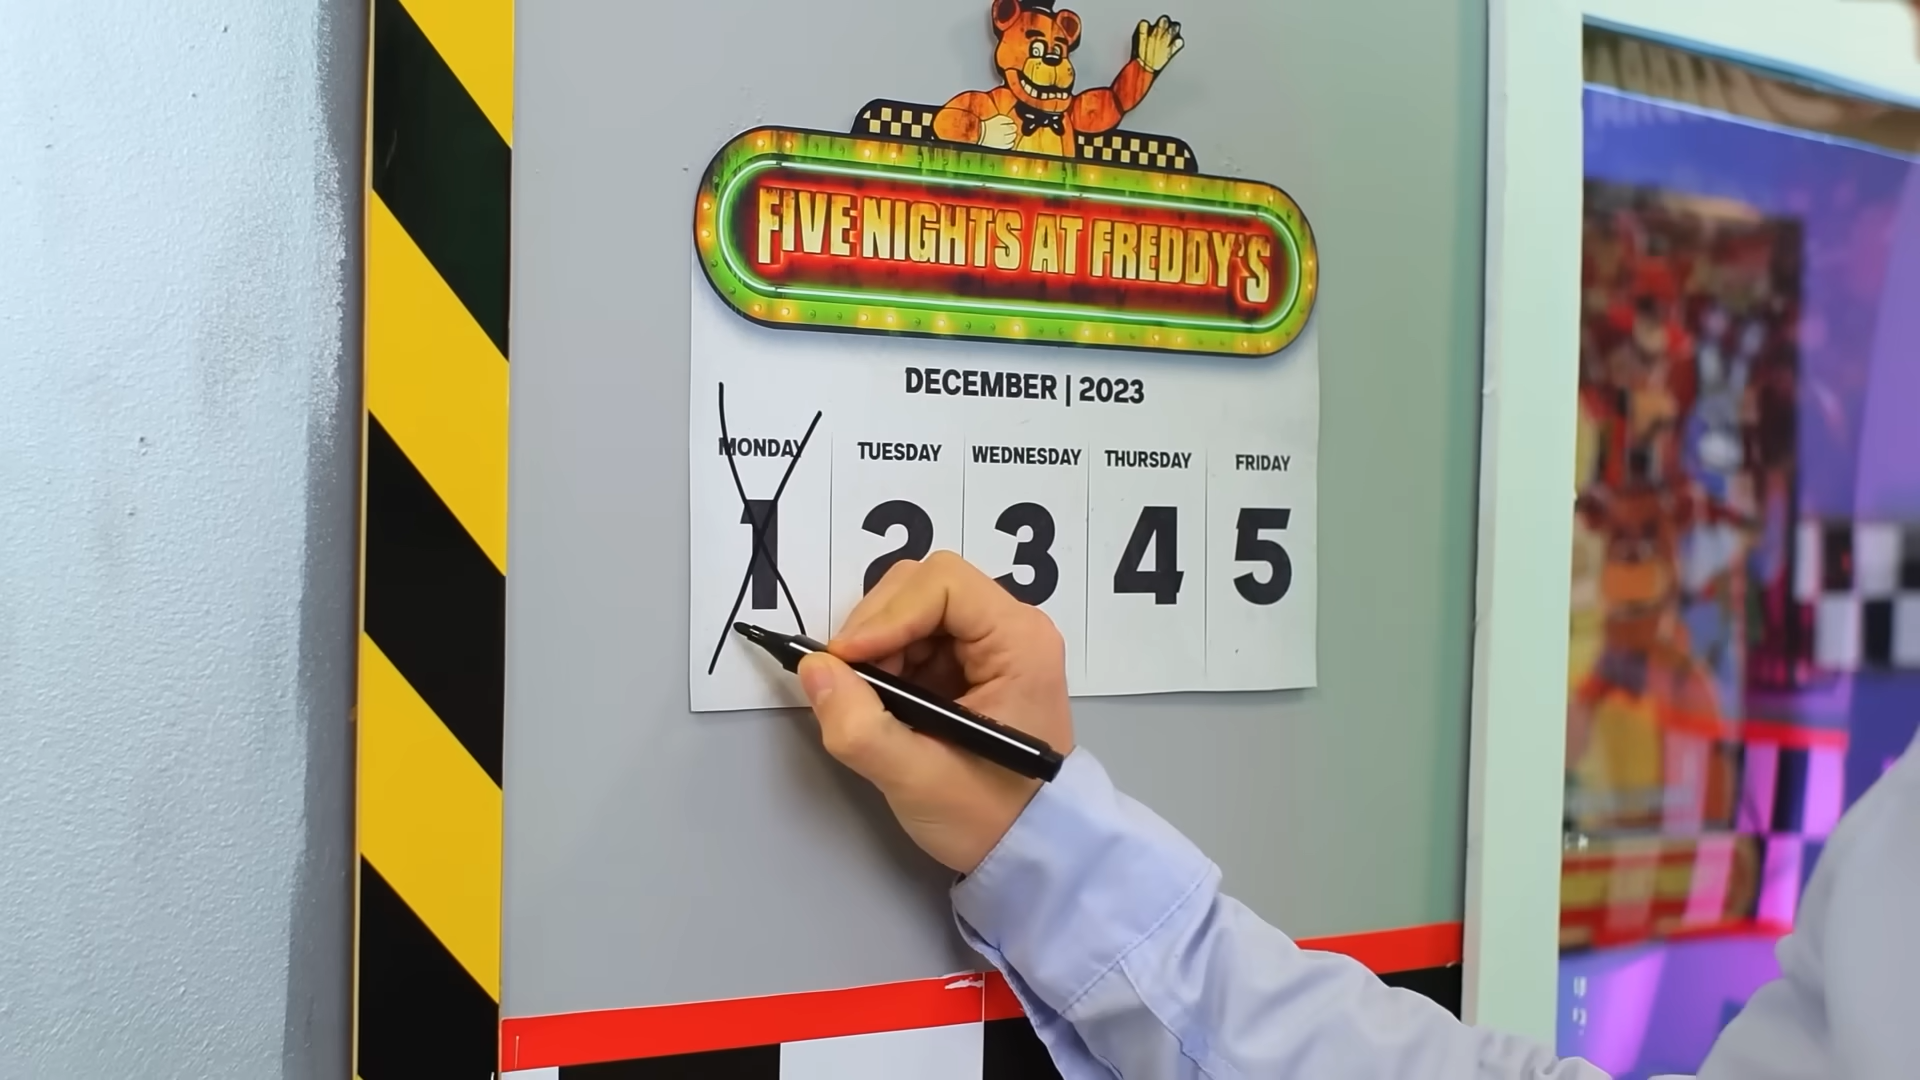 FIVE NIGHTS AT FREDDY'S
DECEMBER | 2023
MONDAY TUESDAY WEDNESDAY THURSDAY FRIDAY
1 2 3 4 5